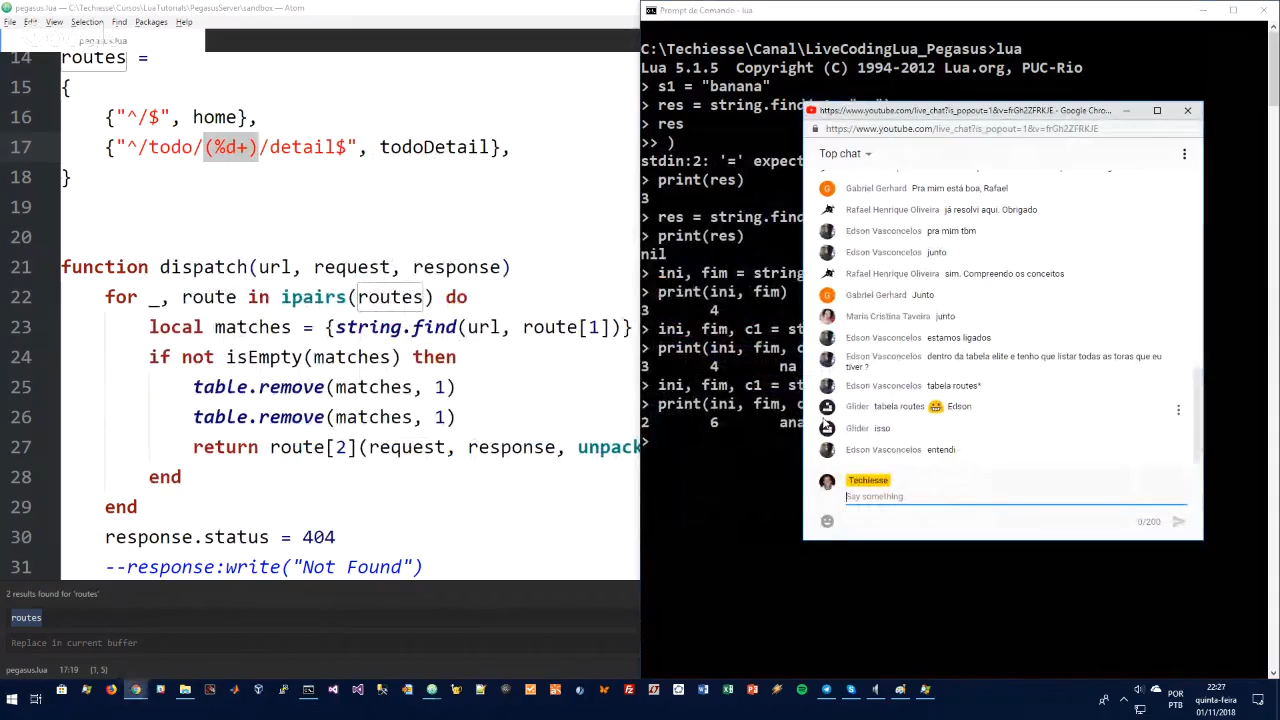 pegasus.lua — C:\Techiesse\Cursos\LuaTutorials\PegasusServer\sandbox — Atom
File Edit View Selection Find Packages Help
pegasus.lua
14 routes =
15 {
16 {"^/$", home},
17 {"^/todo/(%d+)/detail$", todoDetail},
18 }
19
20
21 function dispatch(url, request, response)
22 for _, route in ipairs(routes) do
23 local matches = {string.find(url, route[1])}
24 if not isEmpty(matches) then
25 table.remove(matches, 1)
26 table.remove(matches, 1)
27 return route[2](request, response, unpack
28 end
29 end
30 response.status = 404
31 --response:write("Not Found")
2 results found for 'routes'
routes
Replace in current buffer
pegasus.lua 17:19 (1, 5)
Prompt de Comando - lua
C:\Techiesse\Canal\LiveCodingLua_Pegasus>lua
Lua 5.1.5 Copyright (C) 1994-2012 Lua.org, PUC-Rio
> s1 = "banana"
> res = string.find
> res
>> )
stdin:2: '=' expect
> print(res)
3
> res = string.find
> print(res)
nil
> ini, fim = string
> print(ini, fim)
3 4
> ini, fim, c1 = st
> print(ini, fim, c
3 4 na
> ini, fim, c1 = st
> print(ini, fim, c
2 6 ana
>
https://www.youtube.com/live_chat?is_popout=1&v=frGh2ZFRKJE - Google Chro...
https://www.youtube.com/live_chat?is_popout=1&v=frGh2ZFRKJE
Top chat
Gabriel Gerhard Pra mim está boa, Rafael
Rafael Henrique Oliveira já resolvi aqui. Obrigado
Edson Vasconcelos pra mim tbm
Edson Vasconcelos junto
Rafael Henrique Oliveira sim. Compreendo os conceitos
Gabriel Gerhard Junto
Maria Cristina Taveira junto
Edson Vasconcelos estamos ligados
Edson Vasconcelos dentro da tabela elite e tenho que listar todas as toras que eu
tiver ?
Edson Vasconcelos tabela routes*
Glider tabela routes 😀 Edson
Glider isso
Edson Vasconcelos entendi
Techiesse
Say something
0/200
POR
PTB
22:27
quinta-feira
01/11/2018